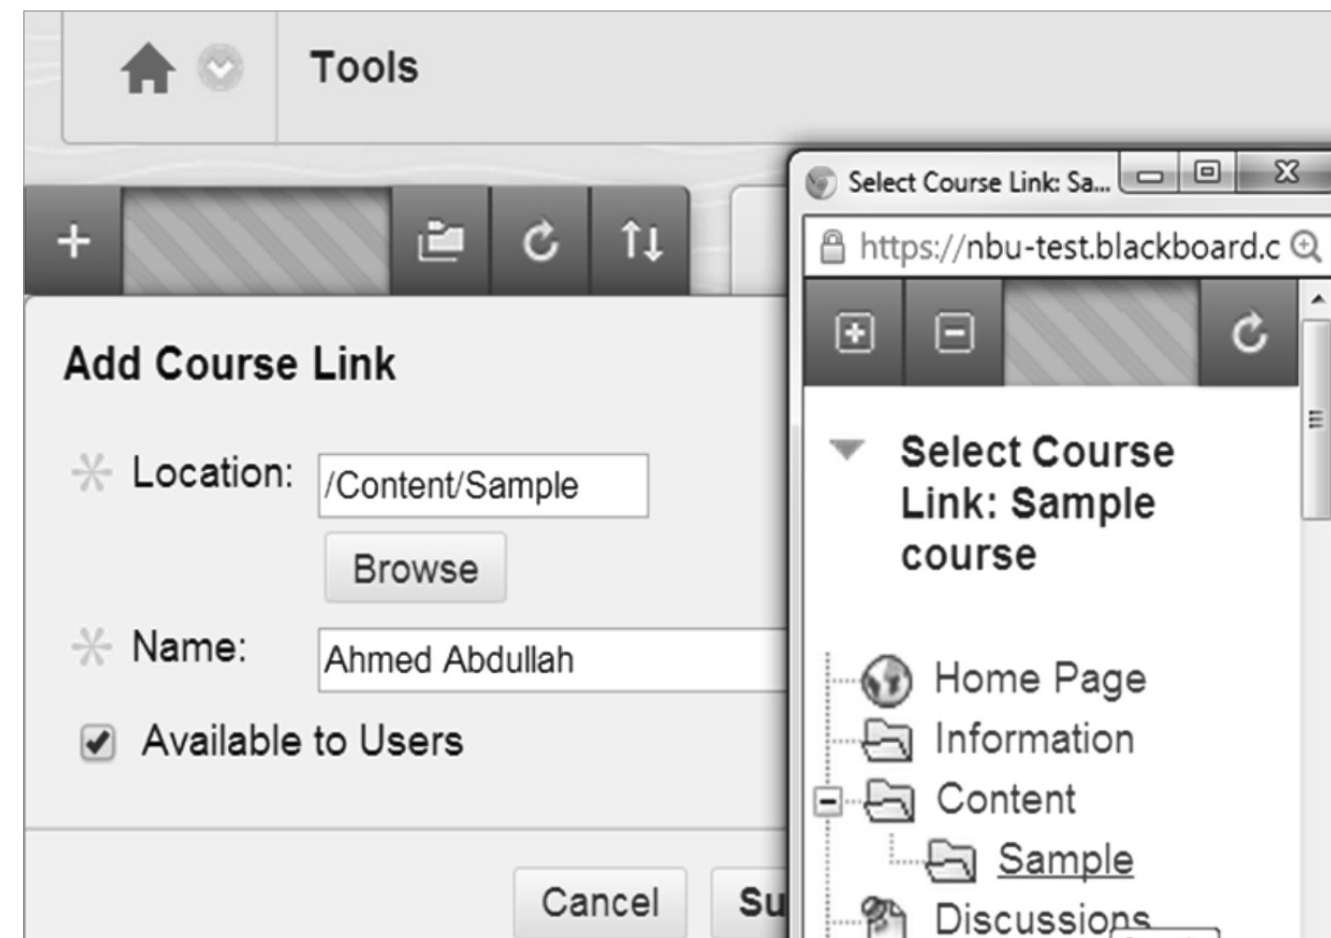 Tools
Select Course Link: Sa...
https://nbu-test.blackboard.c
Add Course Link
Location:
/Content/Sample
Browse
Name:
Ahmed Abdullah
Available to Users
Cancel
Su
Select Course
Link: Sample
course
Home Page
Information
Content
Sample
Discussions